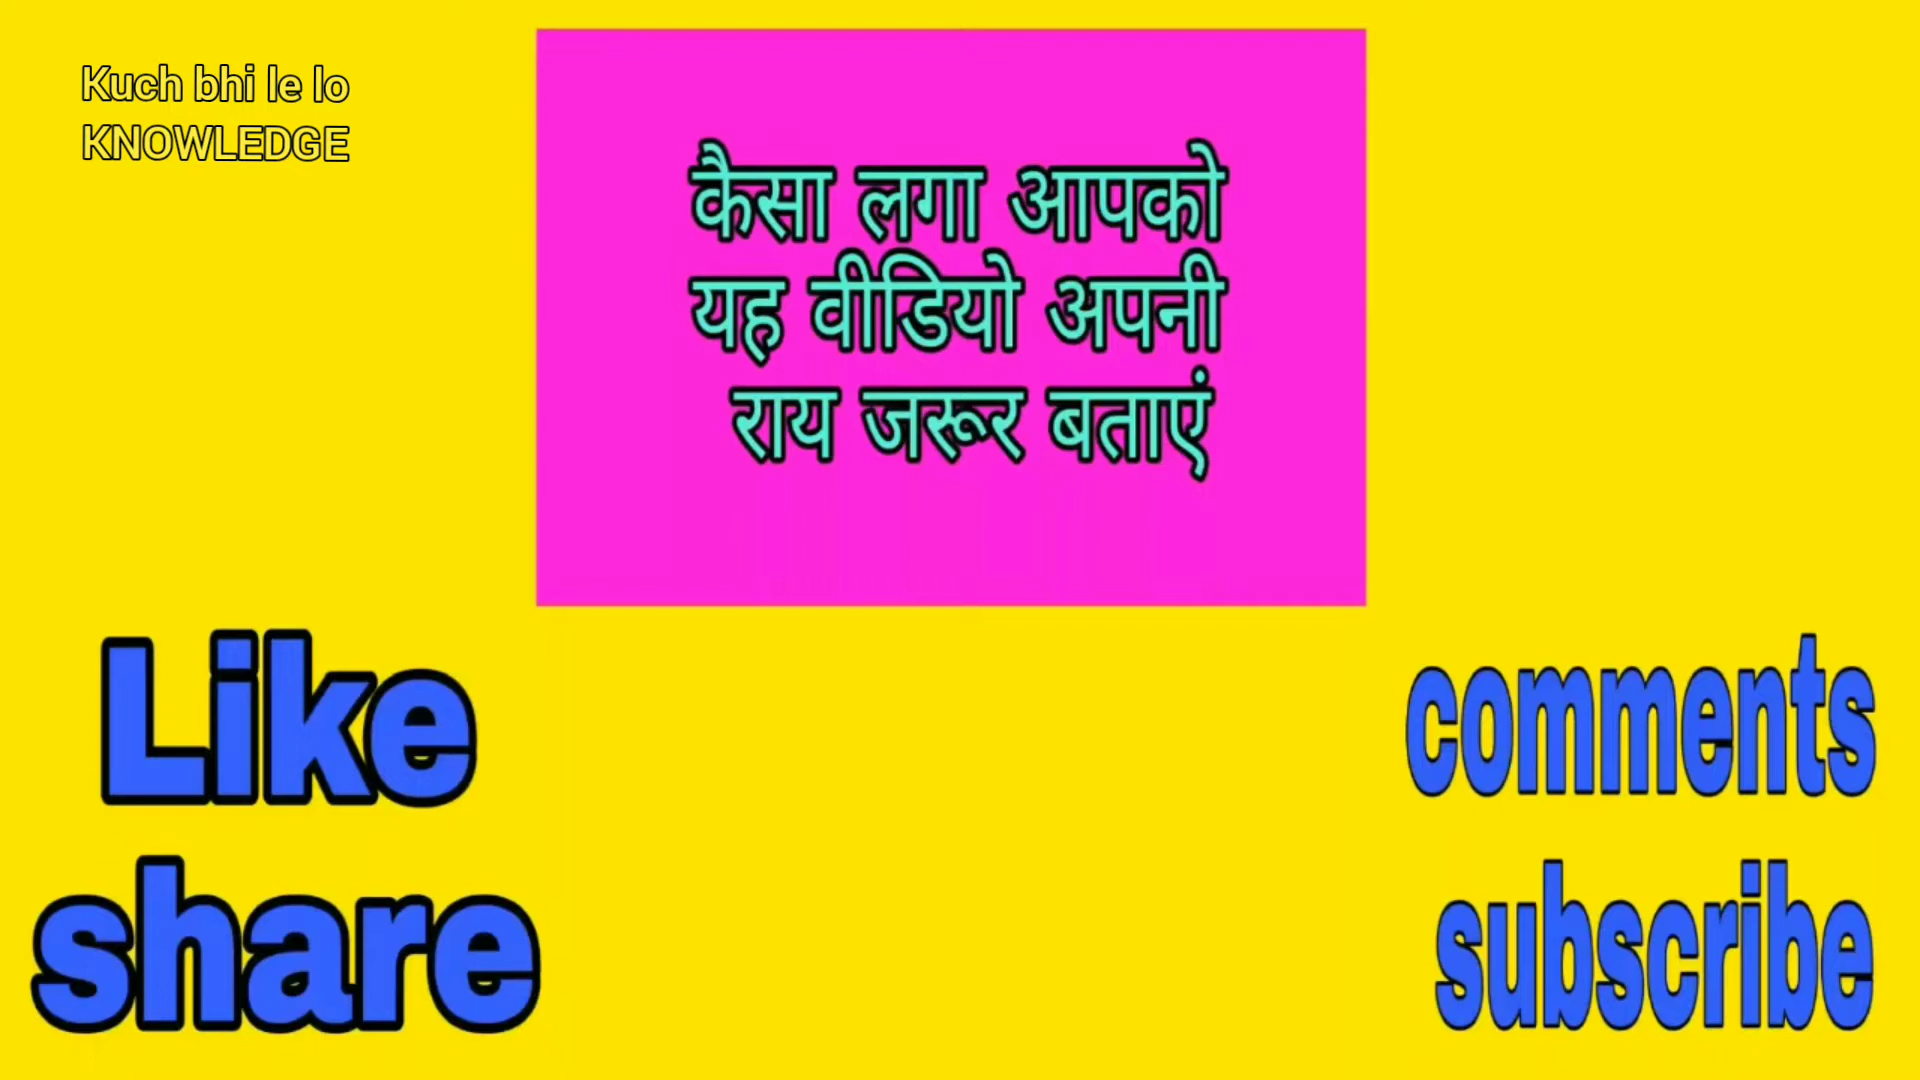 Kuch bhi le lo
KNOWLEDGE
कैसा लगा आपको
यह वीडियो अपनी
राय जरूर बताएं
Like
share
comments
subscribe